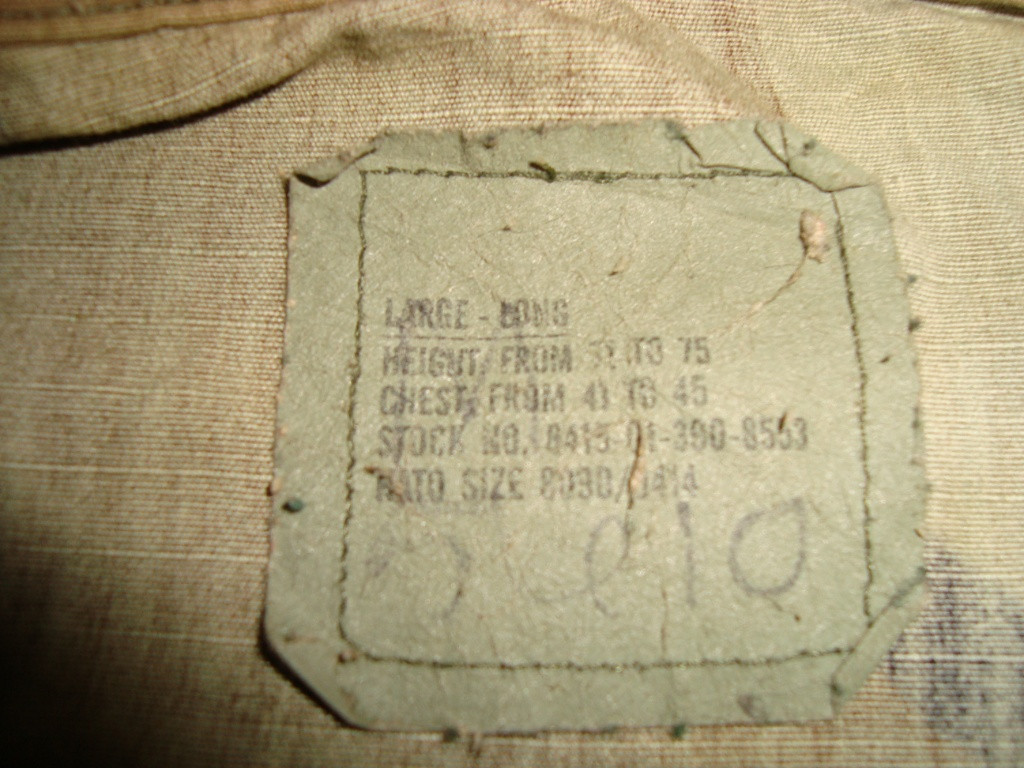 LARGE - LONG
HEIGHT/FROM 71 TO 75
CHEST/ FROM 41 TO 45
STOCK NO. 8415-01-390-8553
NATO SIZE 8090/0414